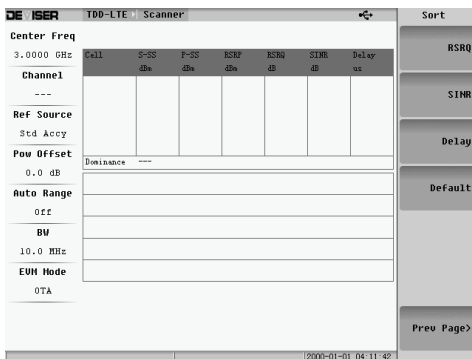 DEVISER TDD-LTE Scanner Sort
Center Freq
3.0000 GHz
Channel
---
Ref Source
Std Accy
Pow Offset
0.0 dB
Auto Range
Off
BW
10.0 MHz
EVM Mode
OTA
Cell S-SS P-SS RSRP RSRQ SINR Delay
dBm dBm dBm dB dB us
Dominance ---
RSRQ
SINR
Delay
Default
Prev Page>
2000-01-01 04:11:42